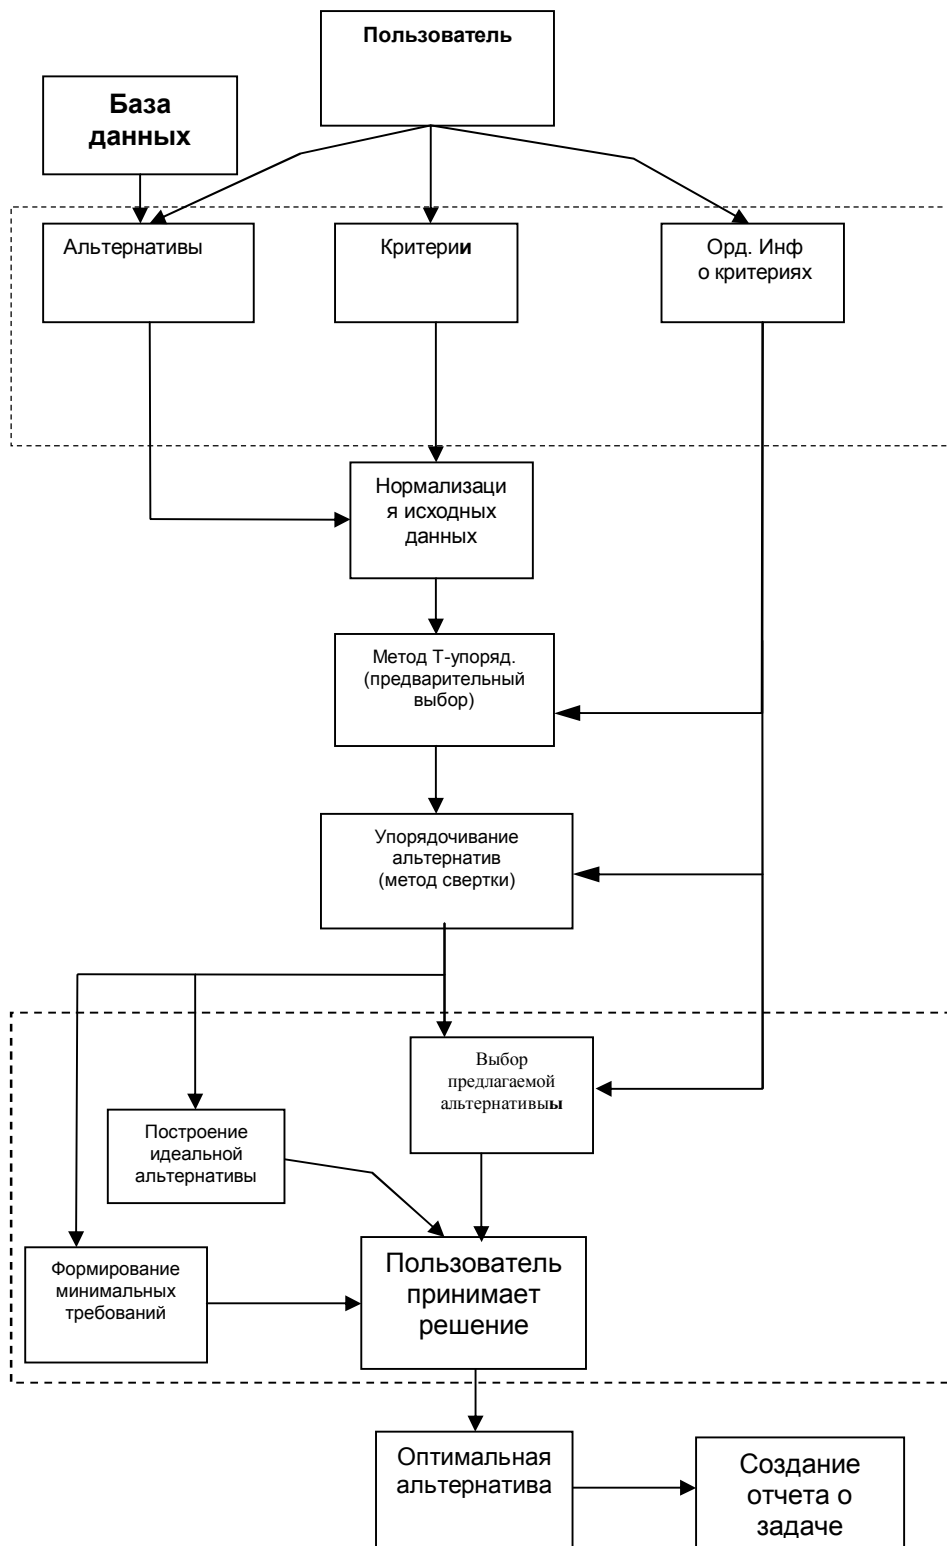 Пользователь
База
данных
Альтернативы
Критерии
Орд. Инф
о критериях
Нормализаци
я исходных
данных
Метод Т-упоряд.
(предварительный
выбор)
Упорядочивание
альтернатив
(метод свертки)
Выбор
предлагаемой
альтернативыы
Построение
идеальной
альтернативы
Формирование
минимальных
требований
Пользователь
принимает
решение
Оптимальная
альтернатива
Создание
отчета о
задаче